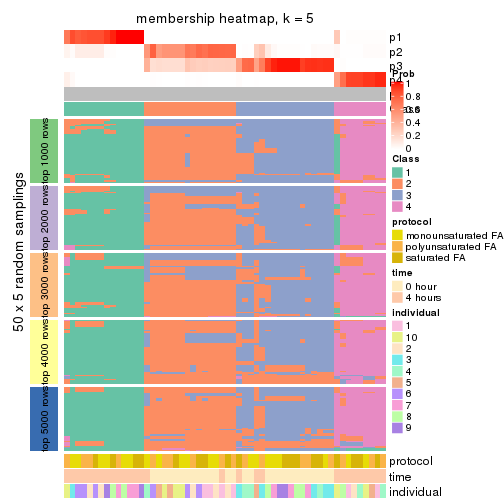 membership heatmap, k = 5
p1
p2
p3
p4
Prob
1
0.8
0.6
0.4
0.2
0
Class
1
2
3
4
protocol
monounsaturated FA
polyunsaturated FA
saturated FA
time
0 hour
4 hours
individual
1
10
2
3
4
5
6
7
8
9
50 x 5 random samplings
top 1000 rows
top 2000 rows
top 3000 rows
top 4000 rows
top 5000 rows
protocol
time
individual